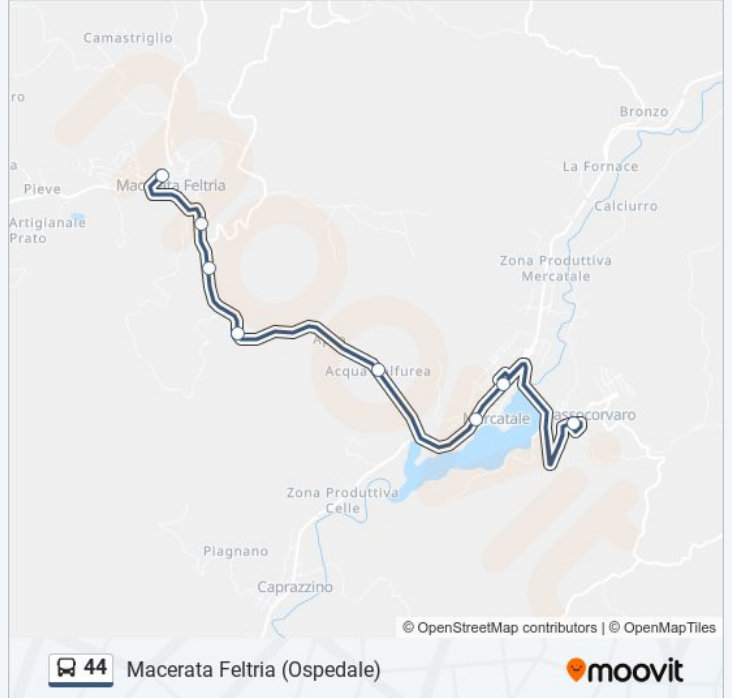 Camastriglio
ro
Bronzo
La Fornace
a
Macerata Feltria
Pieve
Calciurro
Artigianale
Prato
Zona Produttiva
Mercatale
Acqua
Mercatale
Zona Produttiva
Celle
Piagnano
Caprazzino
© OpenStreetMap contributors | © OpenMapTiles
44 Macerata Feltria (Ospedale)
moovit